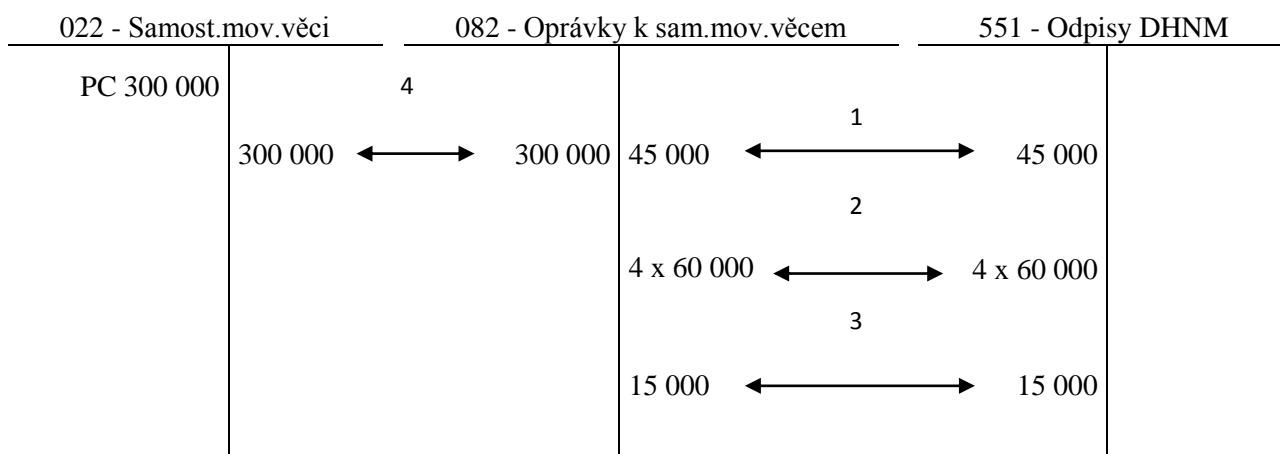 022 - Samost.mov.věci 082 - Oprávky k sam.mov.věcem 551 - Odpisy DHNM
PC 300 000 4
1
300 000 300 000 45 000 45 000
2
4 x 60 000 4 x 60 000
3
15 000 15 000